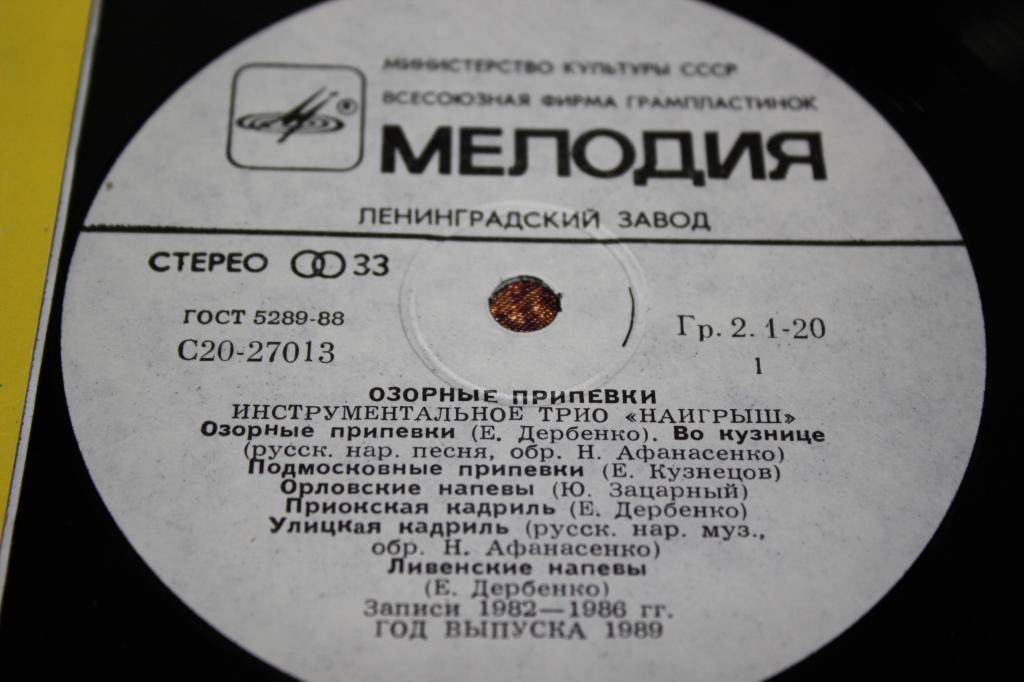 МИНИСТЕРСТВО КУЛЬТУРЫ СССР
ВСЕСОЮЗНАЯ ФИРМА ГРАМПЛАСТИНОК
МЕЛОДИЯ
ЛЕНИНГРАДСКИЙ ЗАВОД
СТЕРЕО 33
ГОСТ 5289-88
С20-27013
Гр. 2. 1-20
1
ОЗОРНЫЕ ПРИПЕВКИ
ИНСТРУМЕНТАЛЬНОЕ ТРИО «НАИГРЫШ»
Озорные припевки (Е. Дербенко). Во кузнице
(русск. нар. песня, обр. Н. Афанасенко)
Подмосковные припевки (Е. Кузнецов)
Орловские напевы (Ю. Зацарный)
Приокская кадриль (Е. Дербенко)
Улицкая кадриль (русск. нар. муз.,
обр. Н. Афанасенко)
Ливенские напевы
(Е. Дербенко)
Записи 1982—1986 гг.
ГОД ВЫПУСКА 1989